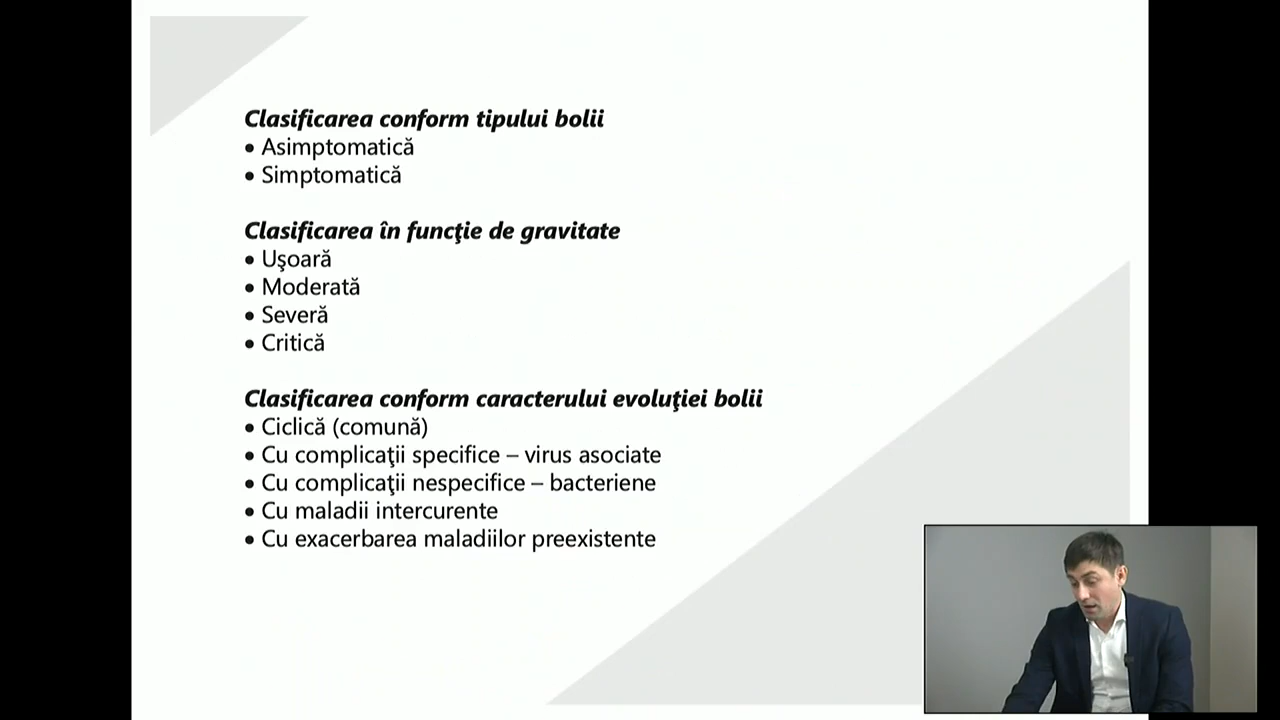 Clasificarea conform tipului bolii
• Asimptomatică
• Simptomatică
Clasificarea în funcţie de gravitate
• Uşoară
• Moderată
• Severă
• Critică
Clasificarea conform caracterului evoluţiei bolii
• Ciclică (comună)
• Cu complicaţii specifice – virus asociate
• Cu complicaţii nespecifice – bacteriene
• Cu maladii intercurente
• Cu exacerbarea maladiilor preexistente